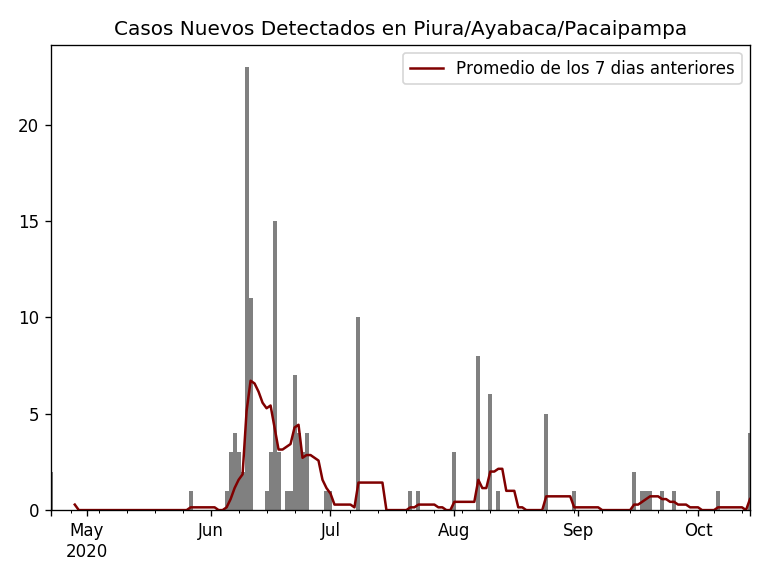 Casos Nuevos Detectados en Piura/Ayabaca/Pacaipampa
Promedio de los 7 dias anteriores
20
15
10
5
0
May Jun Jul Aug Sep Oct
2020